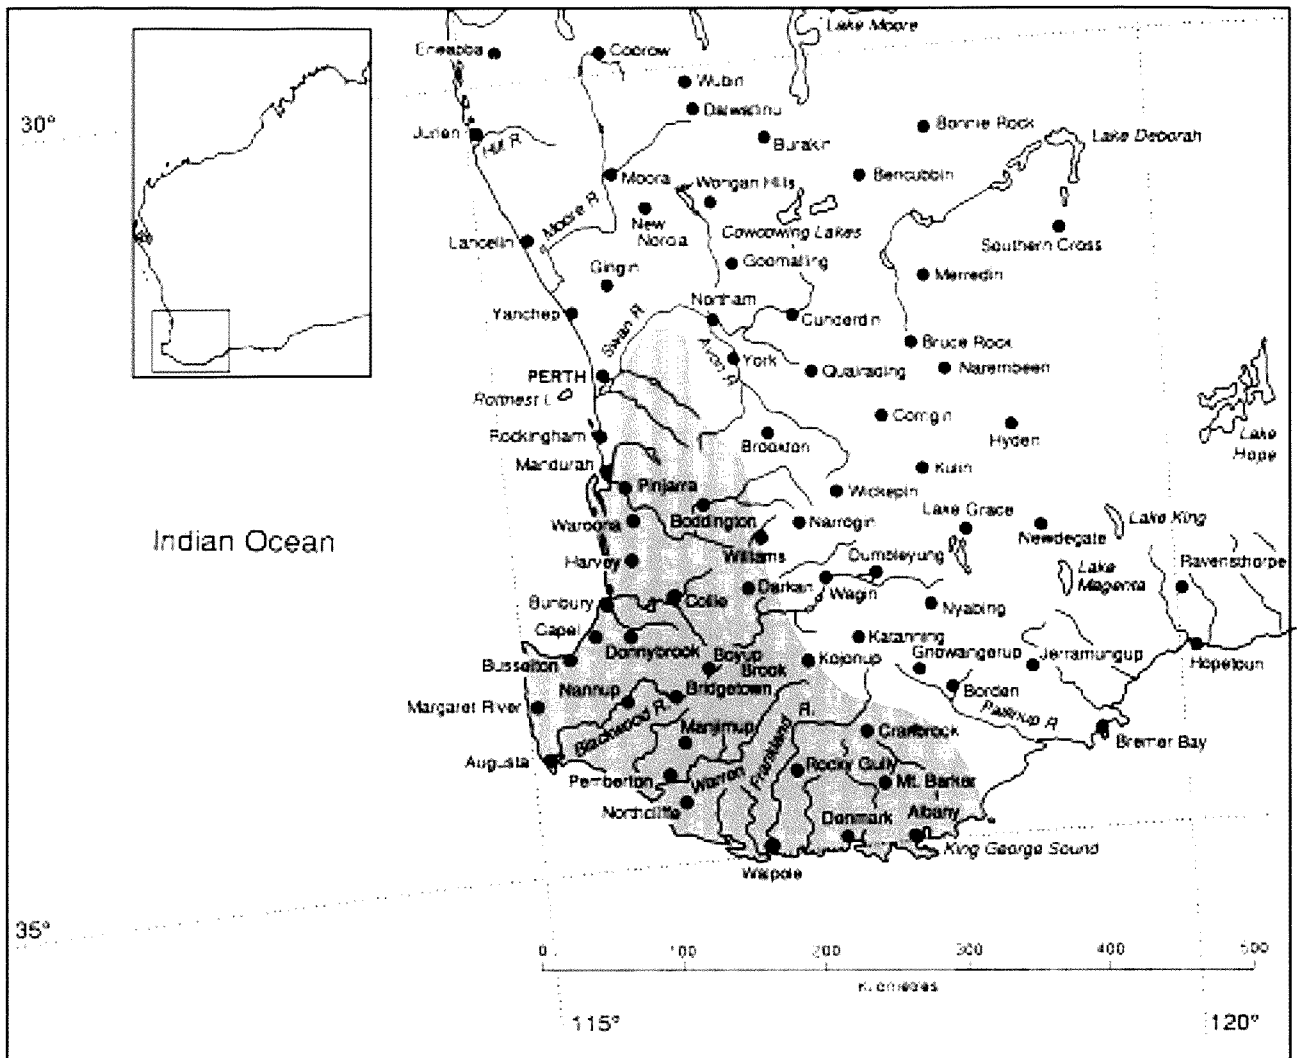 Lake Moore
Eneabba
Coorow
Wubin
Dalwallinu
30°
Jurien
Hill R.
Burakin
Bonnie Rock
Lake Deborah
Moora
Wongan Hills
Bencubbin
Moore R.
New
Norcia
Cowcowing Lakes
Southern Cross
Lancelin
Gingin
Goomalling
Merredin
Yanchep
Swan R.
Northam
Cunderdin
Avon R.
York
Bruce Rock
PERTH
Quairading
Narembeen
Rottnest I.
Corrigin
Rockingham
Brookton
Hyden
Lake
Hope
Mandurah
Kulin
Pinjarra
Wickepin
Waroona
Boddington
Narrogin
Lake Grace
Newdegate
Lake King
Indian Ocean
Williams
Harvey
Dumbleyung
Lake
Magenta
Ravensthorpe
Darkan
Wagin
Bunbury
Collie
Nyabing
Capel
Donnybrook
Boyup
Brook
Katanning
Busselton
Kojonup
Gnowangerup
Jerramungup
Hopetoun
Nannup
Bridgetown
Borden
Margaret River
Blackwood R.
Pallinup R.
Manjimup
Frankland R.
Cranbrook
Bremer Bay
Augusta
Pemberton
Warren
Rocky Gully
Mt. Barker
Northcliffe
Denmark
Albany
King George Sound
Walpole
35°
0 100 200 300 400 500
Kilometres
115°
120°